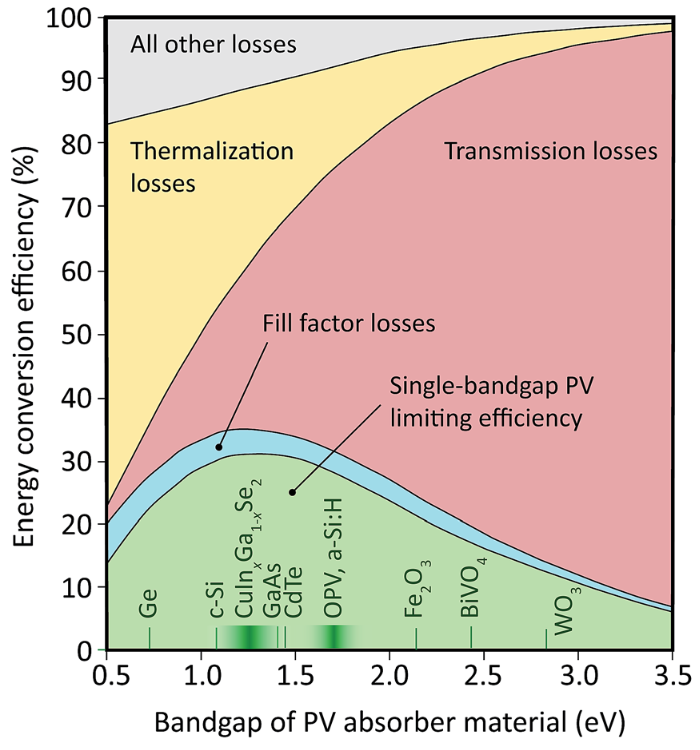 100
90
80
70
60
50
40
30
20
10
0
Energy conversion efficiency (%)
All other losses
Thermalization
losses
Transmission losses
Fill factor losses
Single-bandgap PV
limiting efficiency
Ge
c-Si
CuInₓGa₁₋ₓSe₂
GaAs
CdTe
OPV, a-Si:H
Fe₂O₃
BiVO₄
WO₃
0.5 1.0 1.5 2.0 2.5 3.0 3.5
Bandgap of PV absorber material (eV)